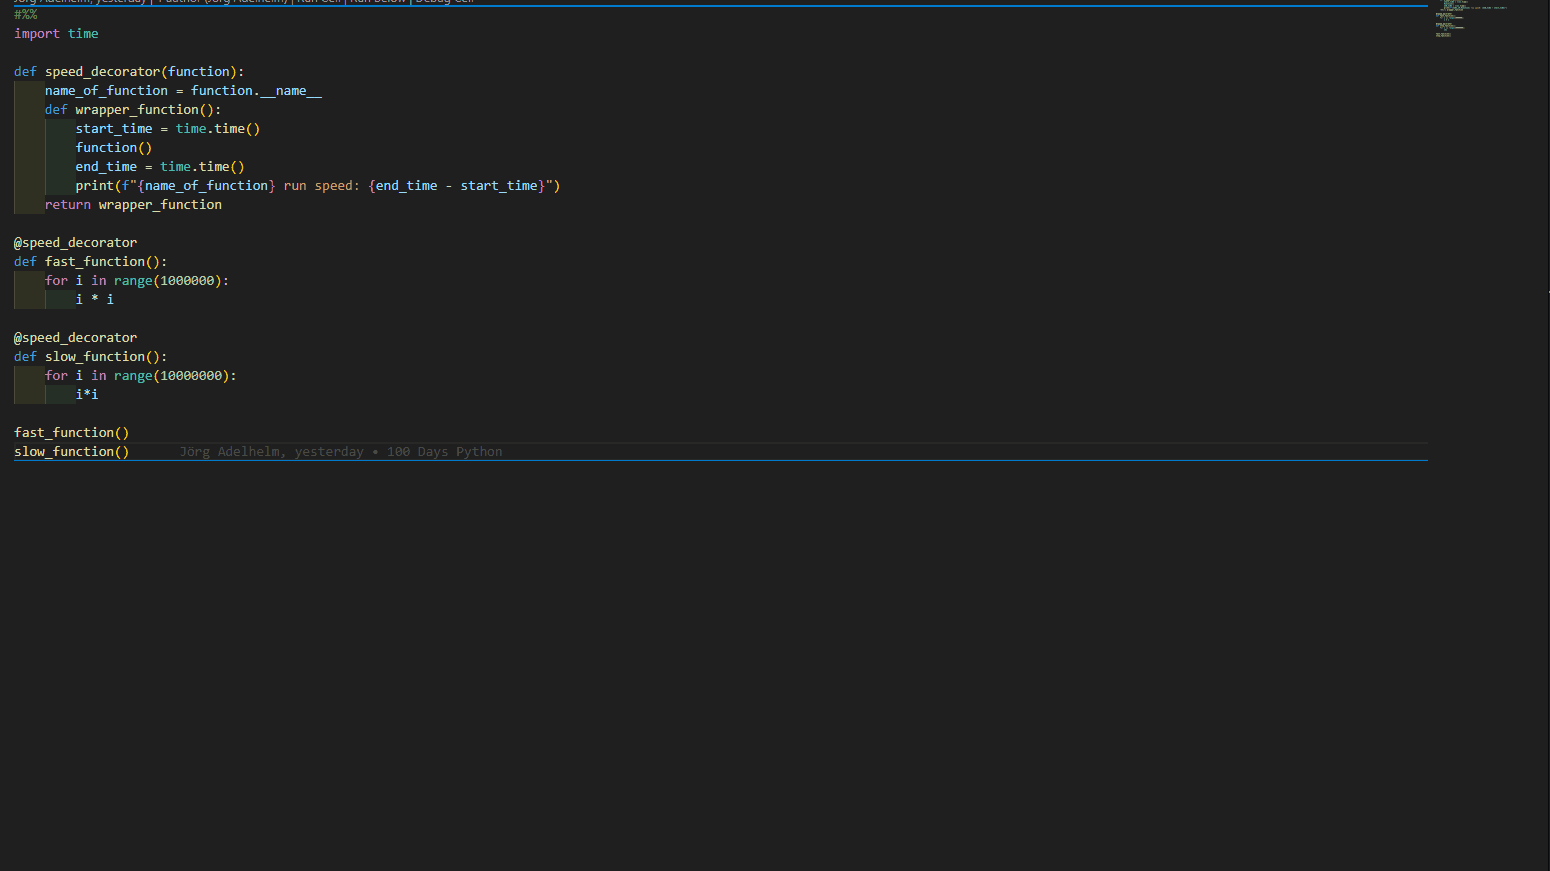 Jörg Adelhelm, yesterday | 1 author (Jörg Adelhelm) | Run Cell | Run Below | Debug Cell
#%%
import time
def speed_decorator(function):
    name_of_function = function.__name__
    def wrapper_function():
        start_time = time.time()
        function()
        end_time = time.time()
        print(f"{name_of_function} run speed: {end_time - start_time}")
    return wrapper_function
@speed_decorator
def fast_function():
    for i in range(1000000):
        i * i
@speed_decorator
def slow_function():
    for i in range(10000000):
        i*i
fast_function()
slow_function() Jörg Adelhelm, yesterday • 100 Days Python